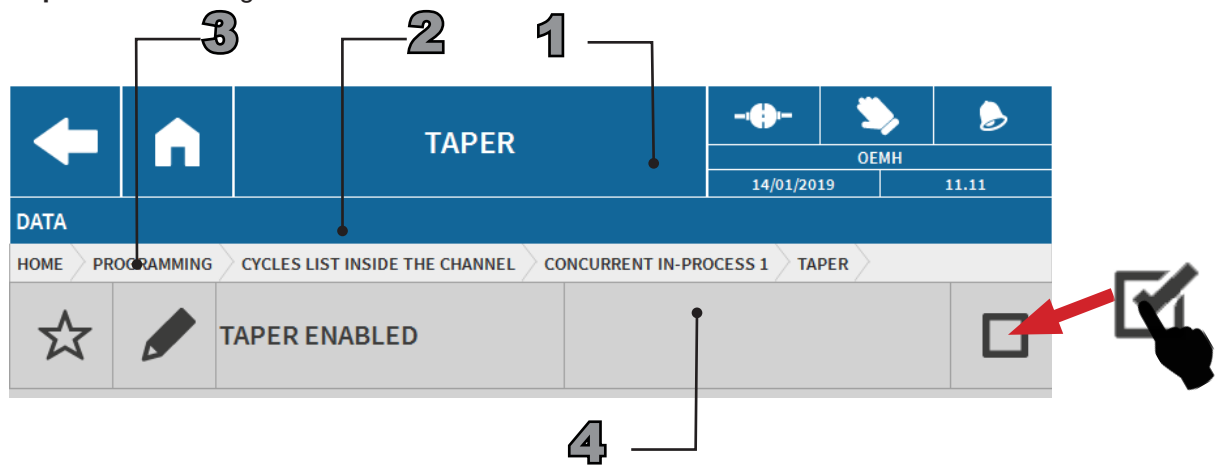 3 2 1
TAPER
OEMH
14/01/2019 11.11
DATA
HOME PROGRAMMING CYCLES LIST INSIDE THE CHANNEL CONCURRENT IN-PROCESS 1 TAPER
TAPER ENABLED
4